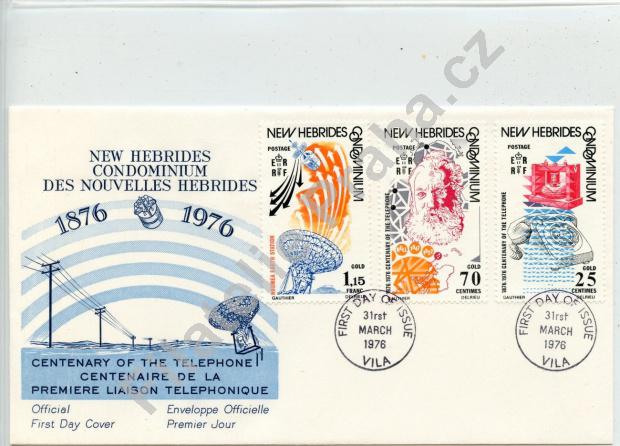 NEW HEBRIDES
CONDOMINIUM
DES NOUVELLES HEBRIDES
1876 1976
CENTENARY OF THE TELEPHONE
CENTENAIRE DE LA
PREMIERE LIAISON TELEPHONIQUE
Official Enveloppe Officielle
First Day Cover Premier Jour
NEW HEBRIDES
CONDOMINIUM
POSTAGE
E R
R F
NOUMEA EARTH STATION
GOLD
1,15
FRANC
GAUTHIER DELRIEU
NEW HEBRIDES
CONDOMINIUM
POSTAGE
E R
R F
1876 1976 CENTENARY OF THE TELEPHONE
GOLD
70
CENTIMES
GAUTHIER DELRIEU
NEW HEBRIDES
CONDOMINIUM
POSTAGE
E R
R F
1876 1976 CENTENARY OF THE TELEPHONE
GOLD
25
CENTIMES
GAUTHIER DELRIEU
FIRST DAY OF ISSUE
31rst
MARCH
1976
VILA
FIRST DAY OF ISSUE
31rst
MARCH
1976
VILA